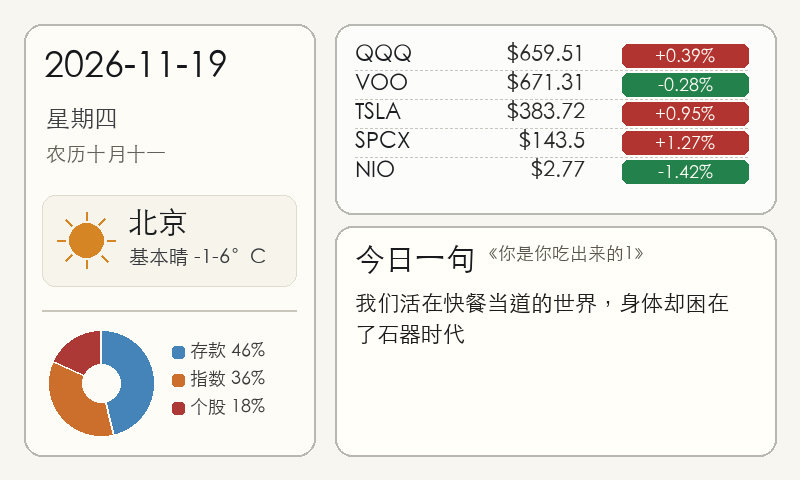 2026-11-19
星期四
农历十月十一
北京
基本晴 -1-6° C
存款 46%
指数 36%
个股 18%
QQQ $659.51 +0.39%
VOO $671.31 -0.28%
TSLA $383.72 +0.95%
SPCX $143.5 +1.27%
NIO $2.77 -1.42%
今日一句 《你是你吃出来的1》
我们活在快餐当道的世界，身体却困在
了石器时代